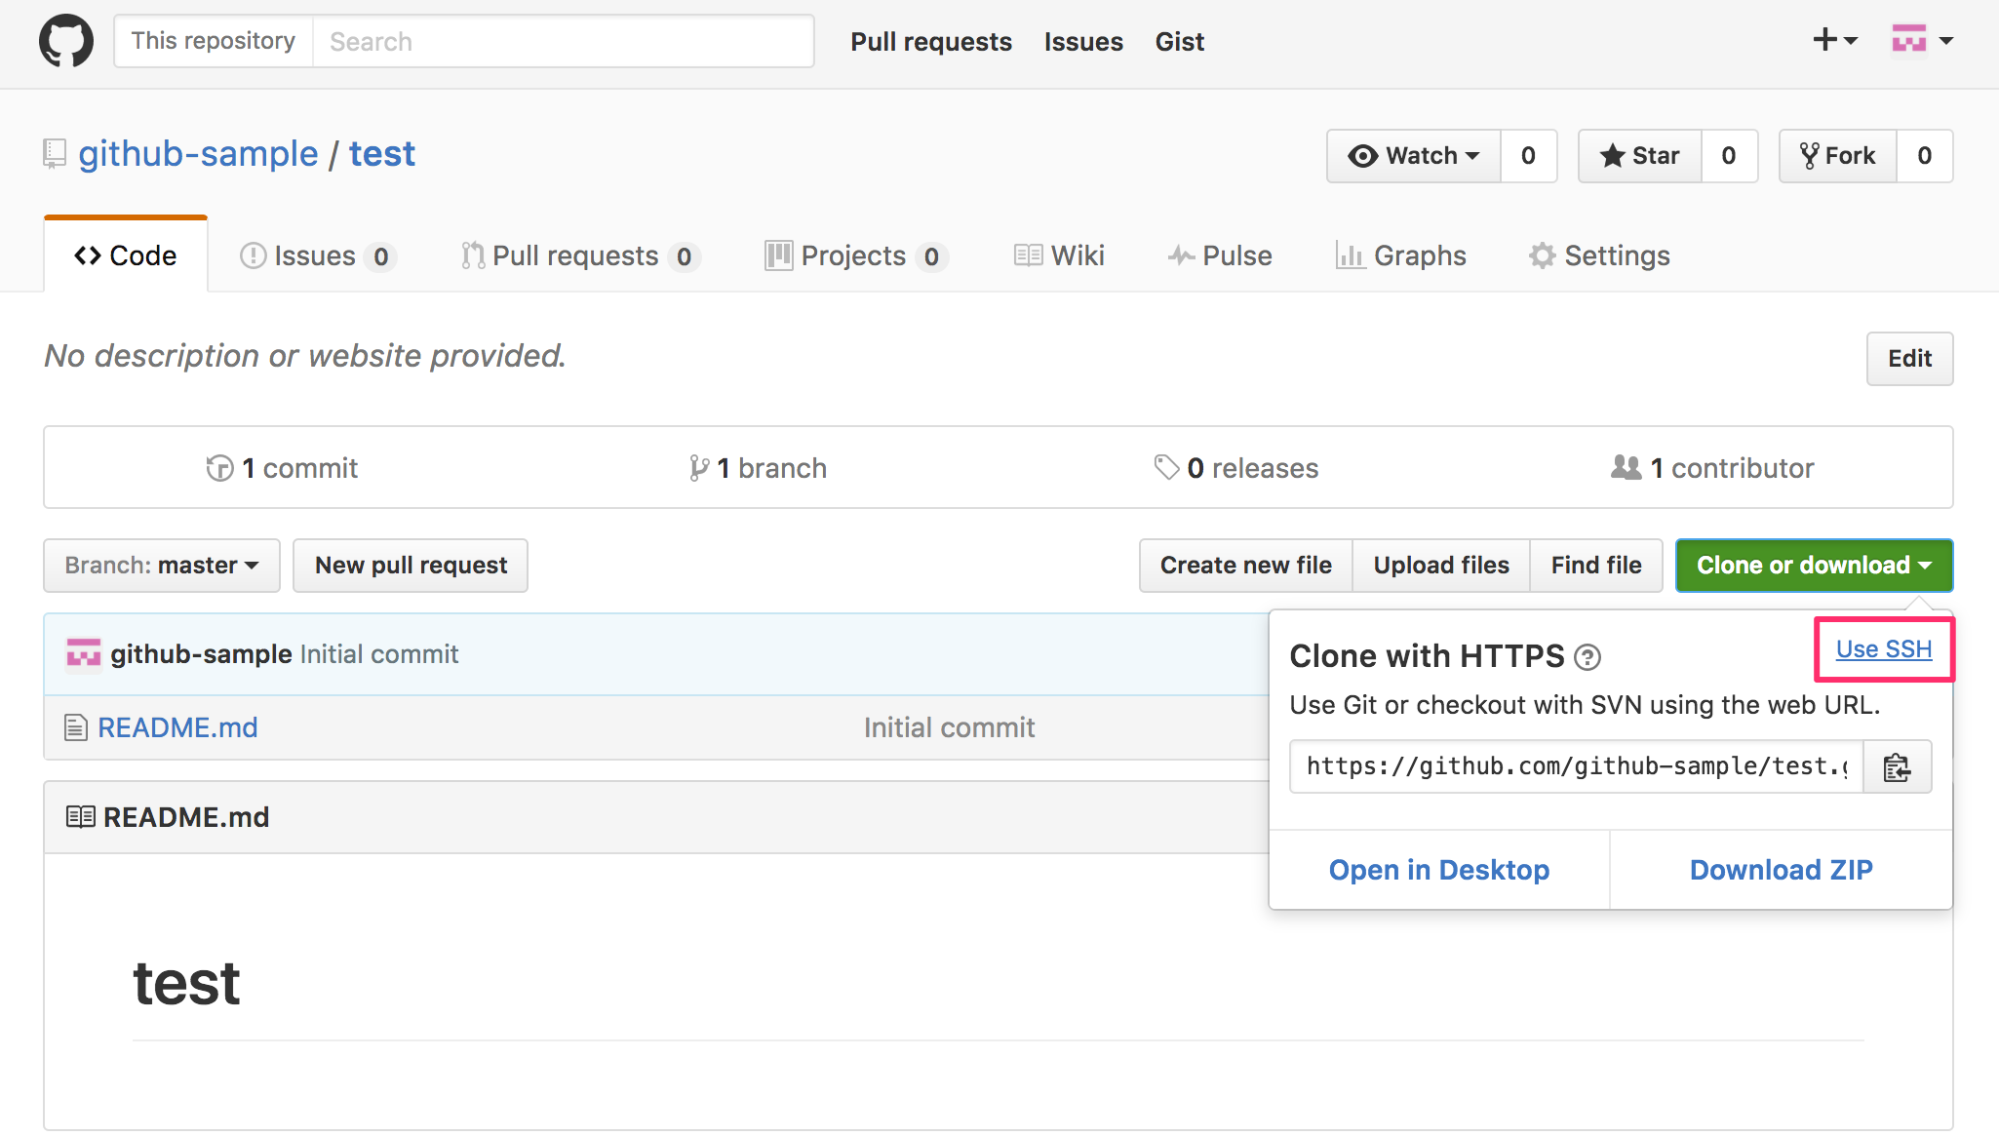 This repository Search Pull requests Issues Gist
github-sample / test
Watch 0 Star 0 Fork 0
Code Issues 0 Pull requests 0 Projects 0 Wiki Pulse Graphs Settings
No description or website provided.
Edit
1 commit 1 branch 0 releases 1 contributor
Branch: master New pull request Create new file Upload files Find file Clone or download
github-sample Initial commit
Clone with HTTPS ? Use SSH
Use Git or checkout with SVN using the web URL.
README.md Initial commit
https://github.com/github-sample/test.g
README.md
Open in Desktop Download ZIP
test